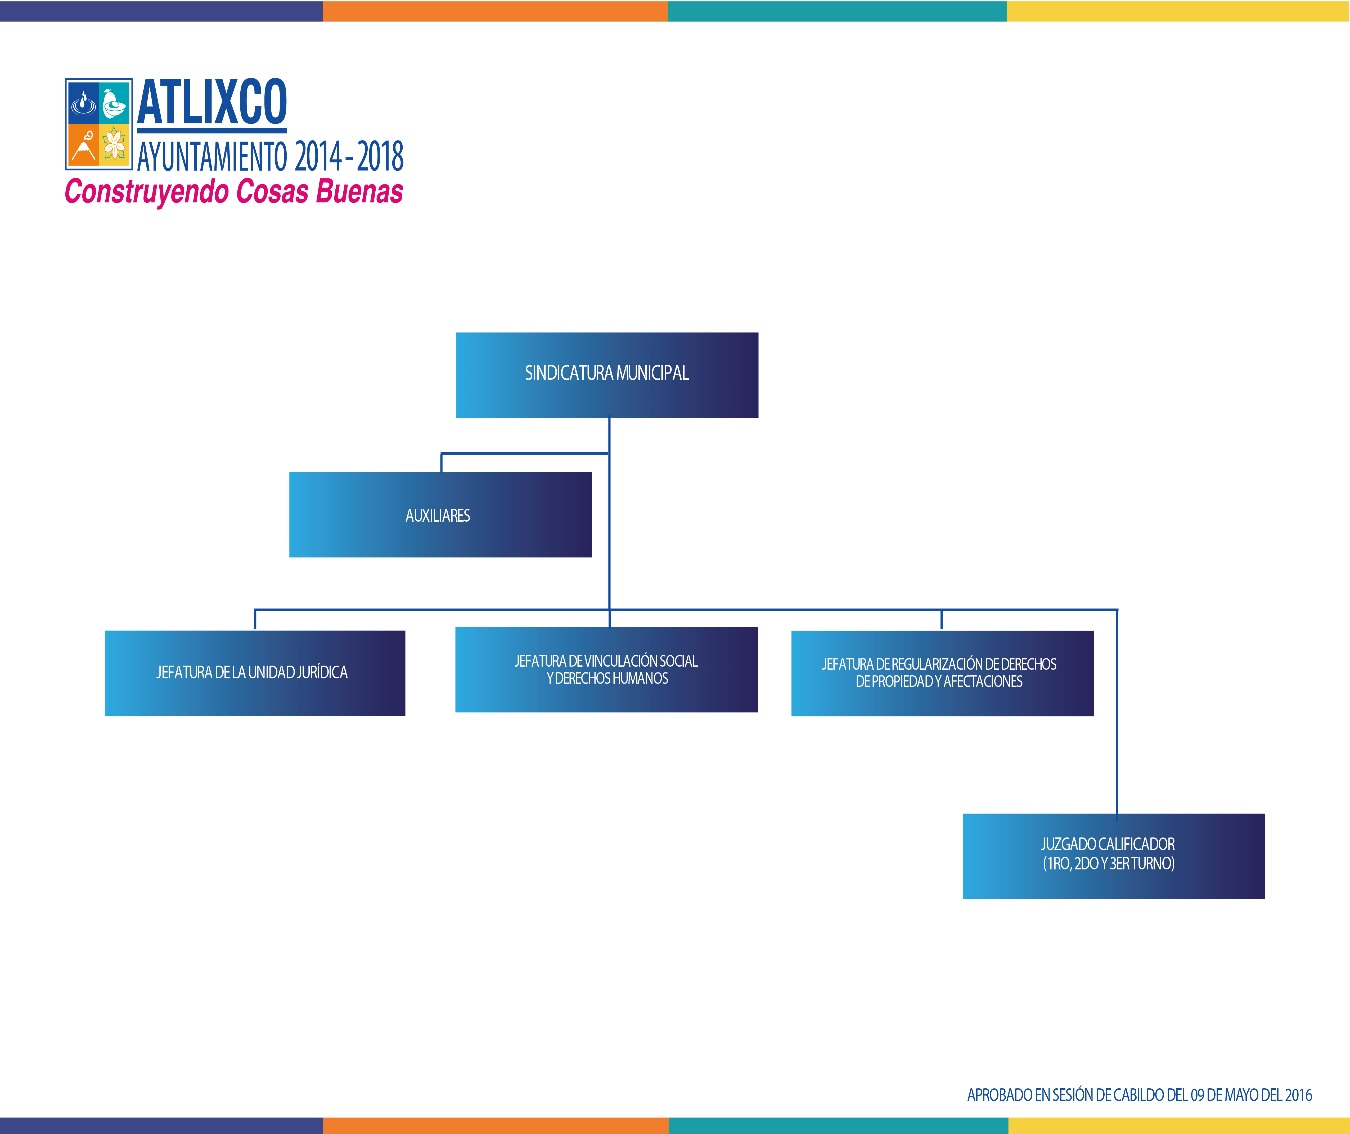 ATLIXCO
AYUNTAMIENTO 2014-2018
Construyendo Cosas Buenas
SINDICATURA MUNICIPAL
AUXILIARES
JEFATURA DE LA UNIDAD JURÍDICA
JEFATURA DE VINCULACIÓN SOCIAL
Y DERECHOS HUMANOS
JEFATURA DE REGULARIZACIÓN DE DERECHOS
DE PROPIEDAD Y AFECTACIONES
JUZGADO CALIFICADOR
(1RO, 2DO Y 3ER TURNO)
APROBADO EN SESIÓN DE CABILDO DEL 09 DE MAYO DEL 2016